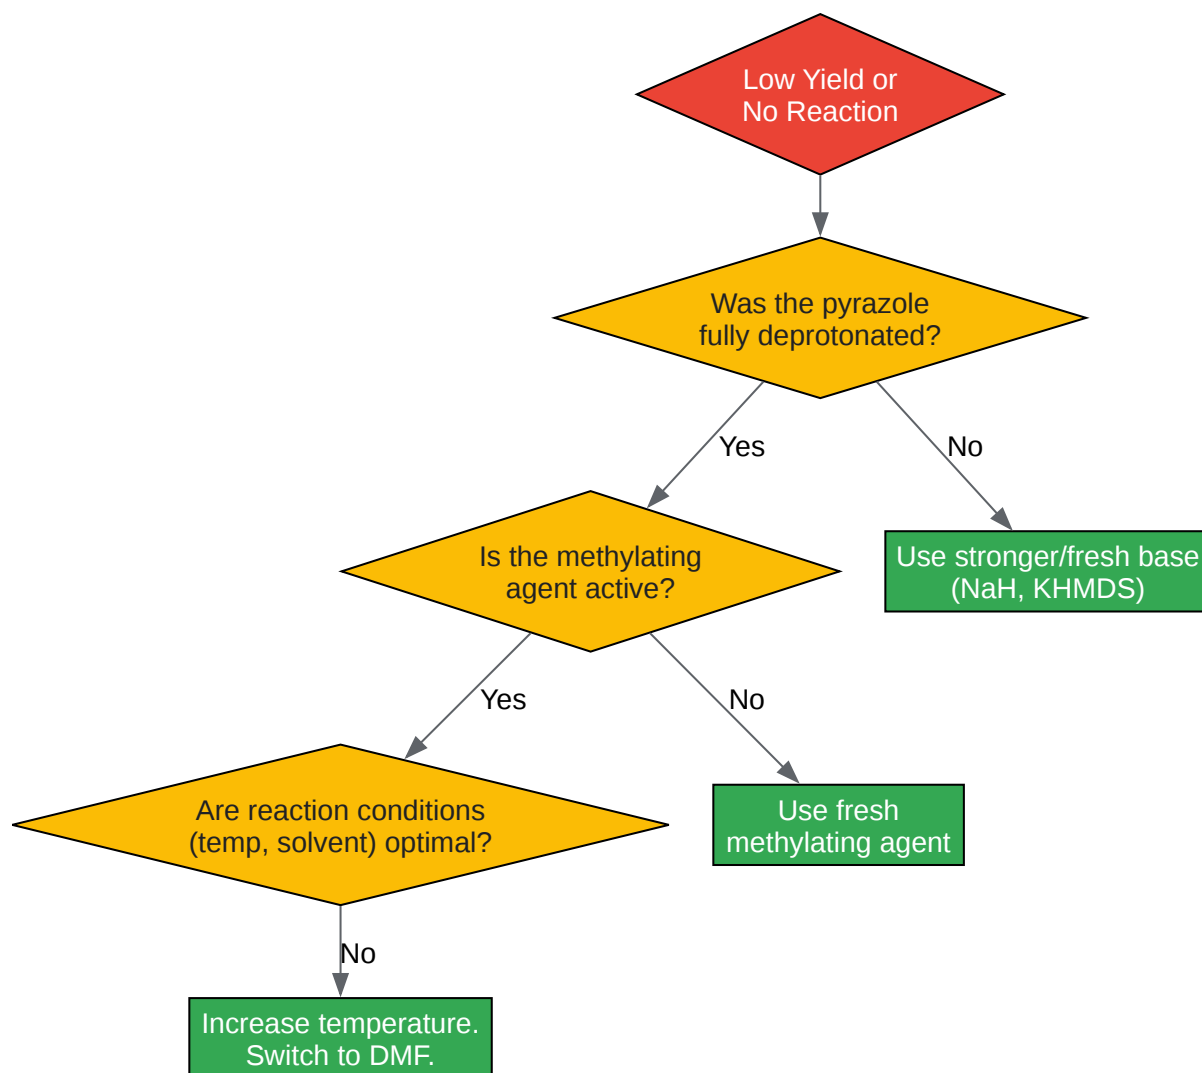 Low Yield or
No Reaction
Was the pyrazole
fully deprotonated?
Yes
No
Is the methylating
agent active?
Use stronger/fresh base
(NaH, KHMDS)
Yes
No
Are reaction conditions
(temp, solvent) optimal?
Use fresh
methylating agent
No
Increase temperature.
Switch to DMF.